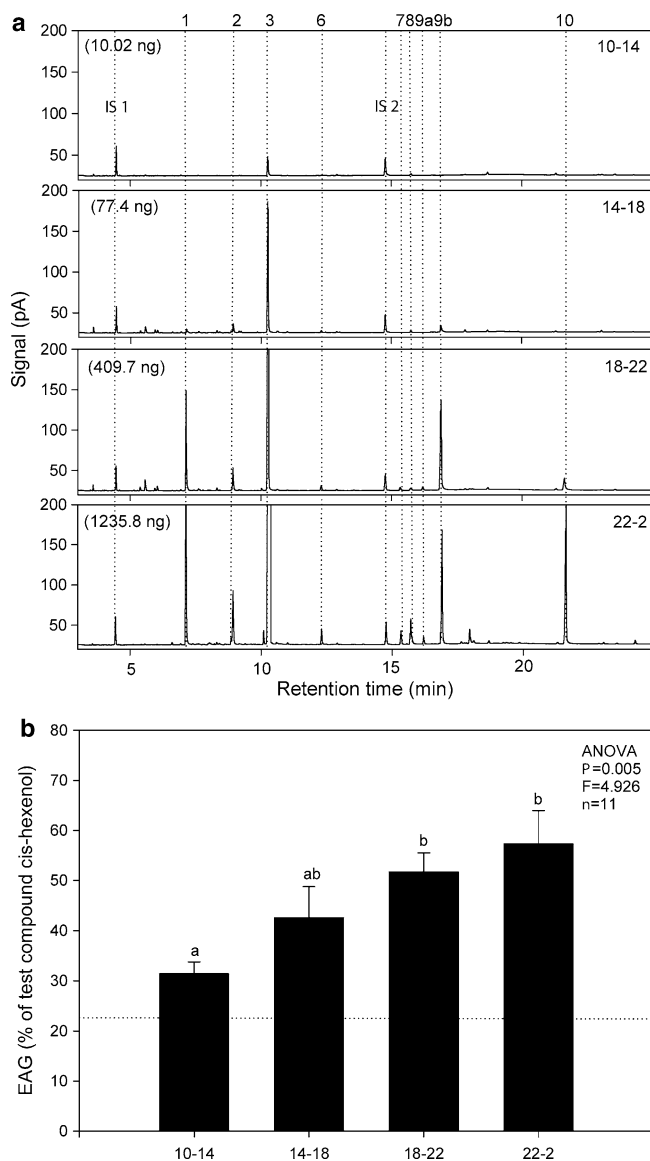 a
1 2 3 6 7 8 9a 9b 10
200
(10.02 ng) 10-14
150
100
IS 1 IS 2
50
200
(77.4 ng) 14-18
150
100
50
200
(409.7 ng) 18-22
150
100
50
200
(1235.8 ng) 22-2
150
100
50
Signal (pA)
5 10 15 20
Retention time (min)
b
80
70
60
50
40
30
20
10
0
EAG (% of test compound cis-hexenol)
ANOVA
P=0.005
F=4.926
n=11
a
ab
b
b
10-14 14-18 18-22 22-2